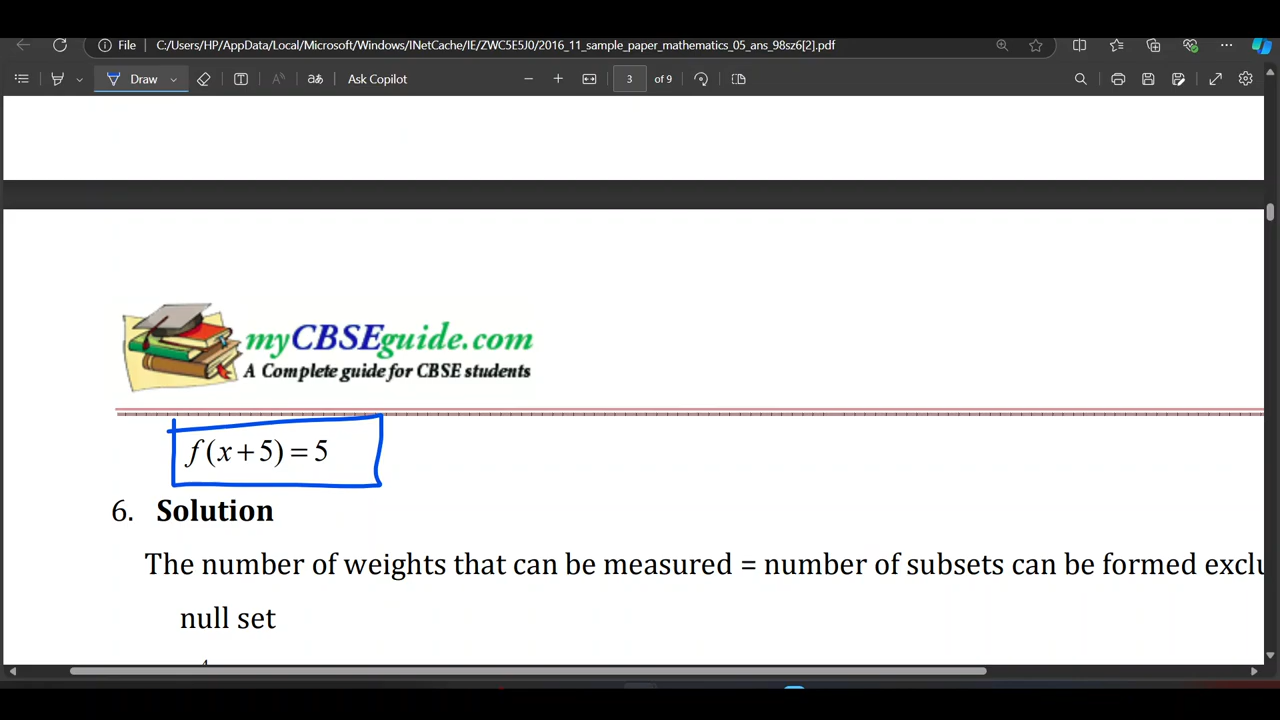 File C:/Users/HP/AppData/Local/Microsoft/Windows/INetCache/IE/ZWC5E5J0/2016_11_sample_paper_mathematics_05_ans_98sz6[2].pdf
Draw aあ Ask Copilot 3 of 9
myCBSEguide.com
A Complete guide for CBSE students
f(x+5)=5
6. Solution
The number of weights that can be measured = number of subsets can be formed exclu
null set